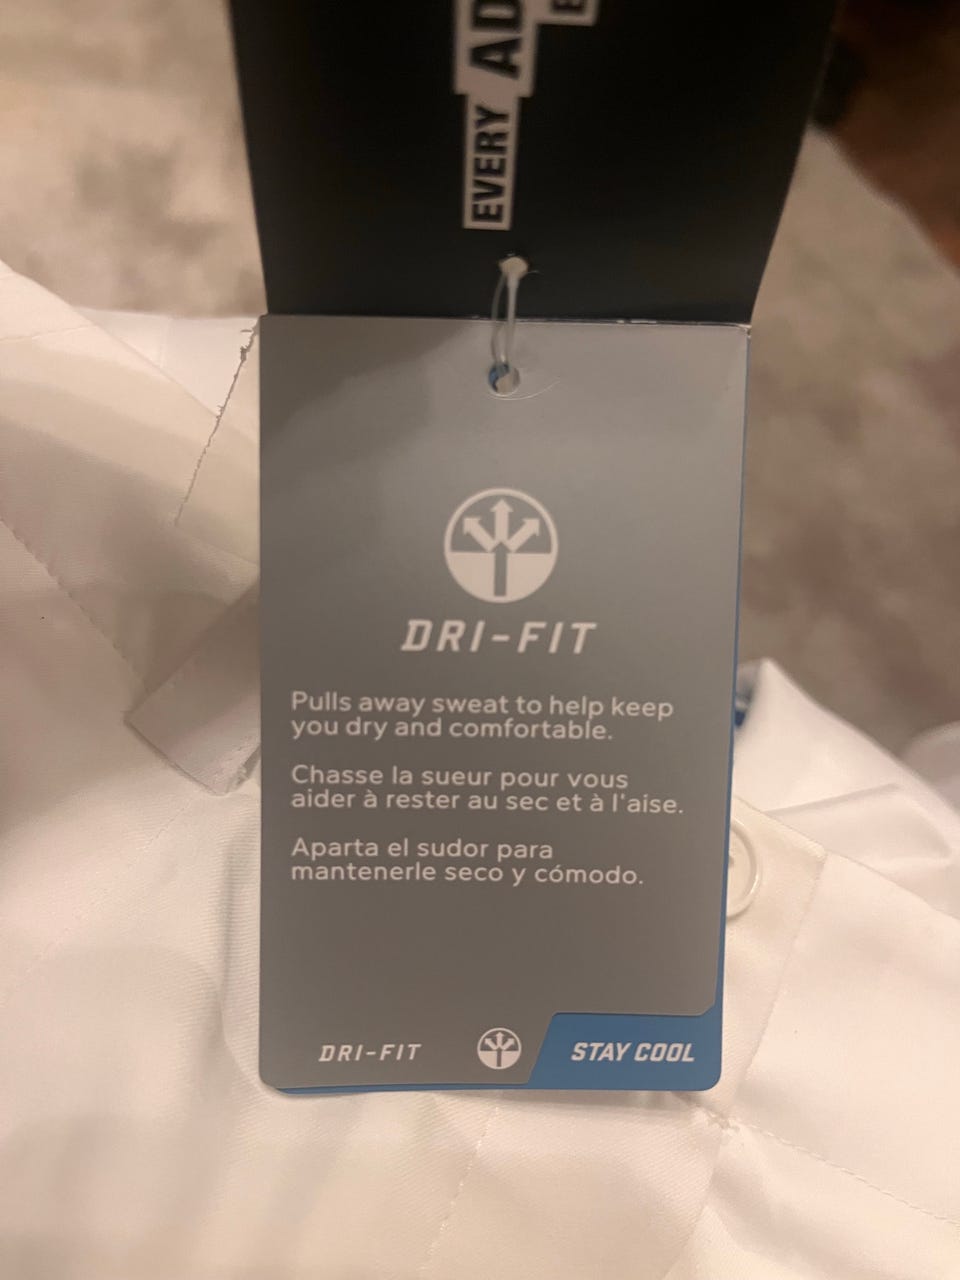 EVERY AD
DRI-FIT
Pulls away sweat to help keep
you dry and comfortable.
Chasse la sueur pour vous
aider à rester au sec et à l'aise.
Aparta el sudor para
mantenerle seco y cómodo.
DRI-FIT
STAY COOL